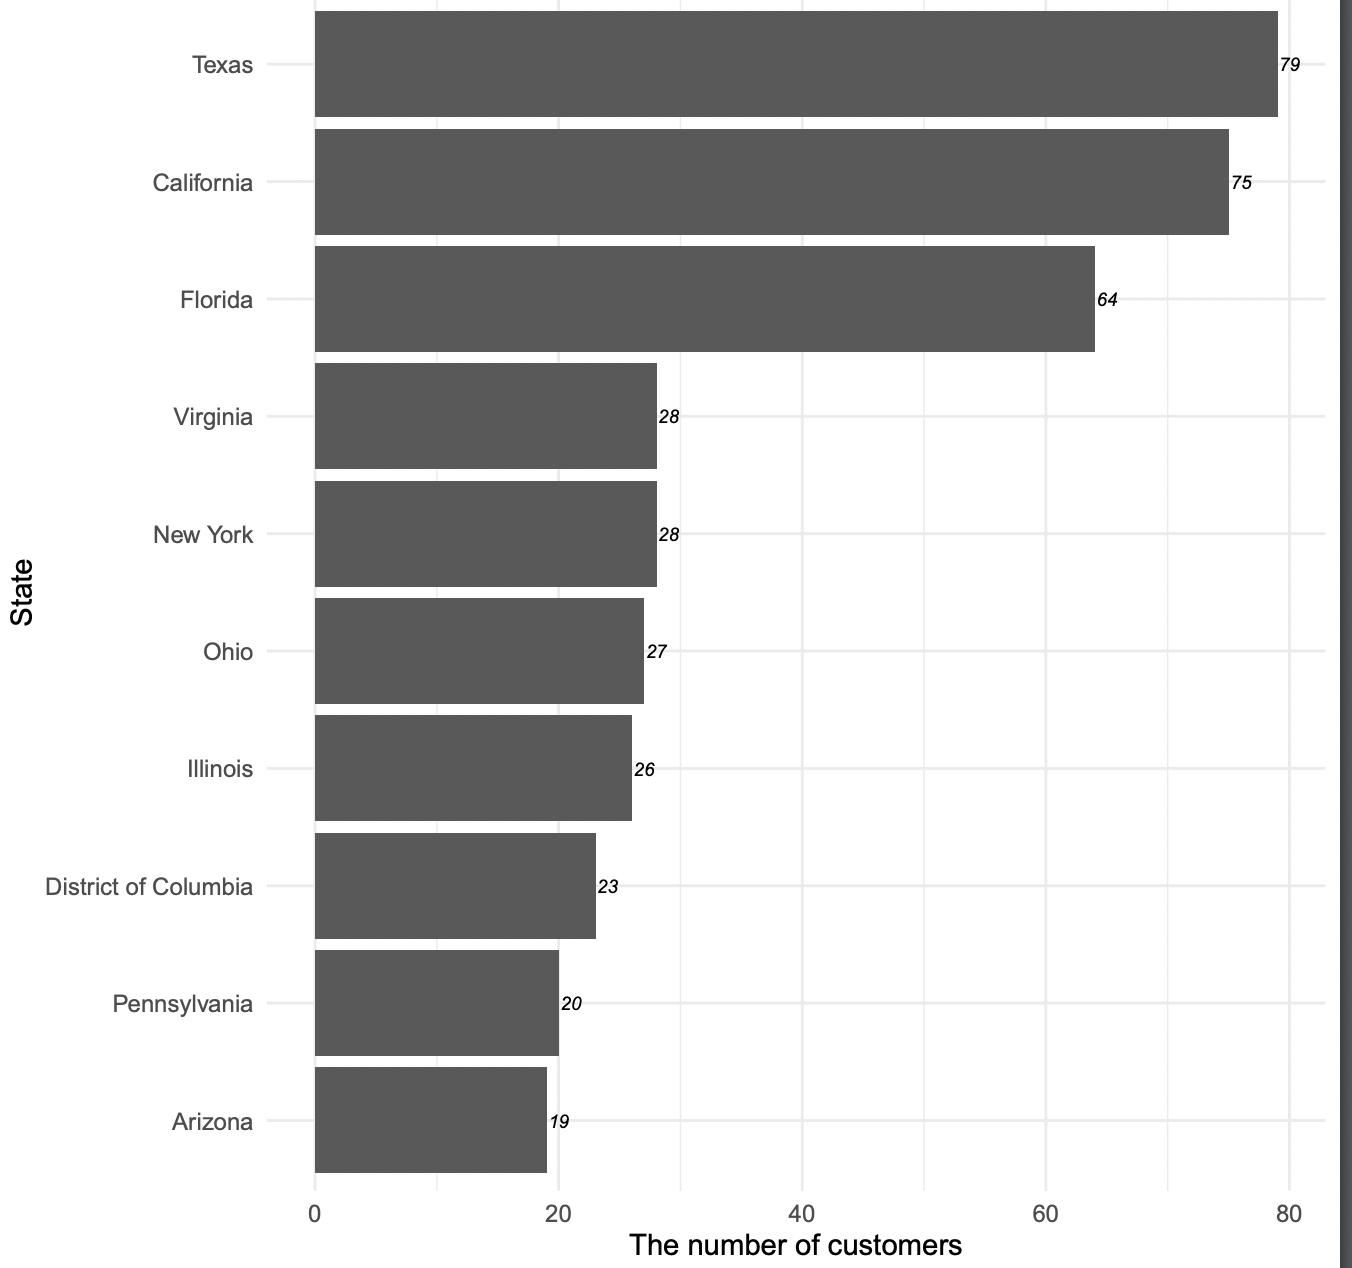 Texas
79
California
75
Florida
64
Virginia
28
New York
28
State
Ohio
27
Illinois
26
District of Columbia
23
Pennsylvania
20
Arizona
19
0 20 40 60 80
The number of customers